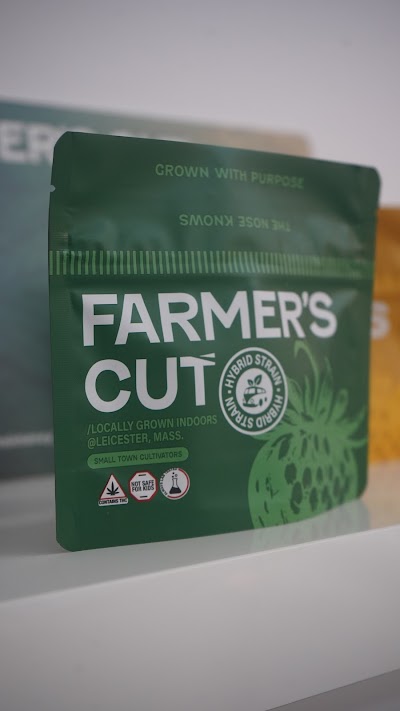 GROWN WITH PURPOSE
THE NOSE KNOWS
FARMER'S
CUT
HYBRID STRAIN • HYBRID STRAIN •
/LOCALLY GROWN INDOORS
@LEICESTER, MASS.
SMALL TOWN CULTIVATORS
CONTAINS THC
NOT SAFE
FOR KIDS
ER'S
S